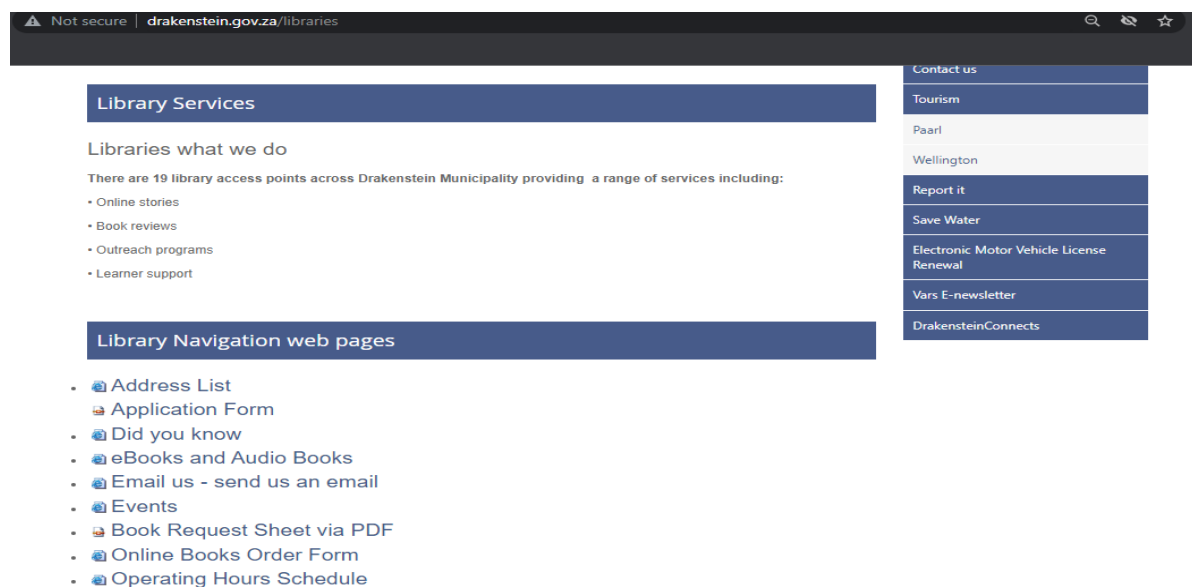 Not secure | drakenstein.gov.za/libraries
Library Services
Libraries what we do
There are 19 library access points across Drakenstein Municipality providing a range of services including:
• Online stories
• Book reviews
• Outreach programs
• Learner support
Library Navigation web pages
• Address List
Application Form
• Did you know
• eBooks and Audio Books
• Email us - send us an email
• Events
• Book Request Sheet via PDF
• Online Books Order Form
• Operating Hours Schedule
Contact us
Tourism
Paarl
Wellington
Report it
Save Water
Electronic Motor Vehicle License
Renewal
Vars E-newsletter
DrakensteinConnects